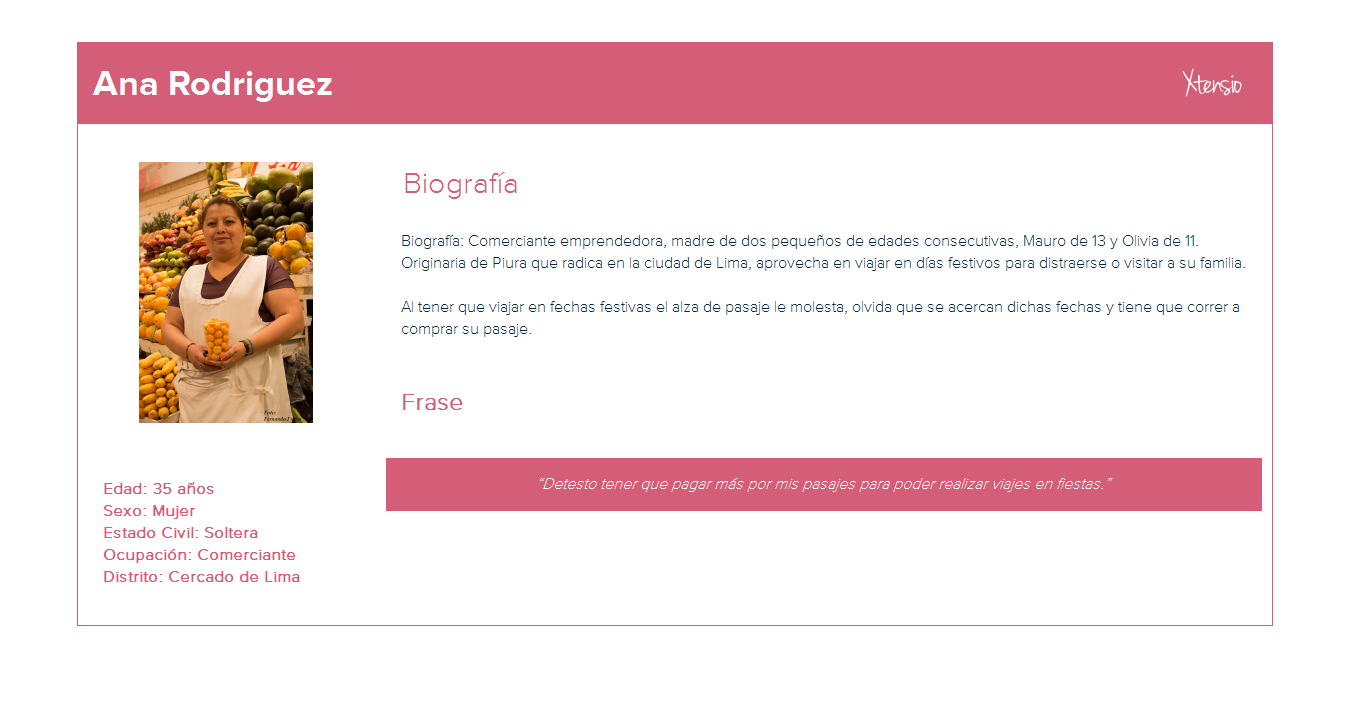 Ana Rodriguez
Xtensio
Biografía
Biografía: Comerciante emprendedora, madre de dos pequeños de edades consecutivas, Mauro de 13 y Olivia de 11.
Originaria de Piura que radica en la ciudad de Lima, aprovecha en viajar en días festivos para distraerse o visitar a su familia.
Al tener que viajar en fechas festivas el alza de pasaje le molesta, olvida que se acercan dichas fechas y tiene que correr a
comprar su pasaje.
Frase
“Detesto tener que pagar más por mis pasajes para poder realizar viajes en fiestas.”
Edad: 35 años
Sexo: Mujer
Estado Civil: Soltera
Ocupación: Comerciante
Distrito: Cercado de Lima